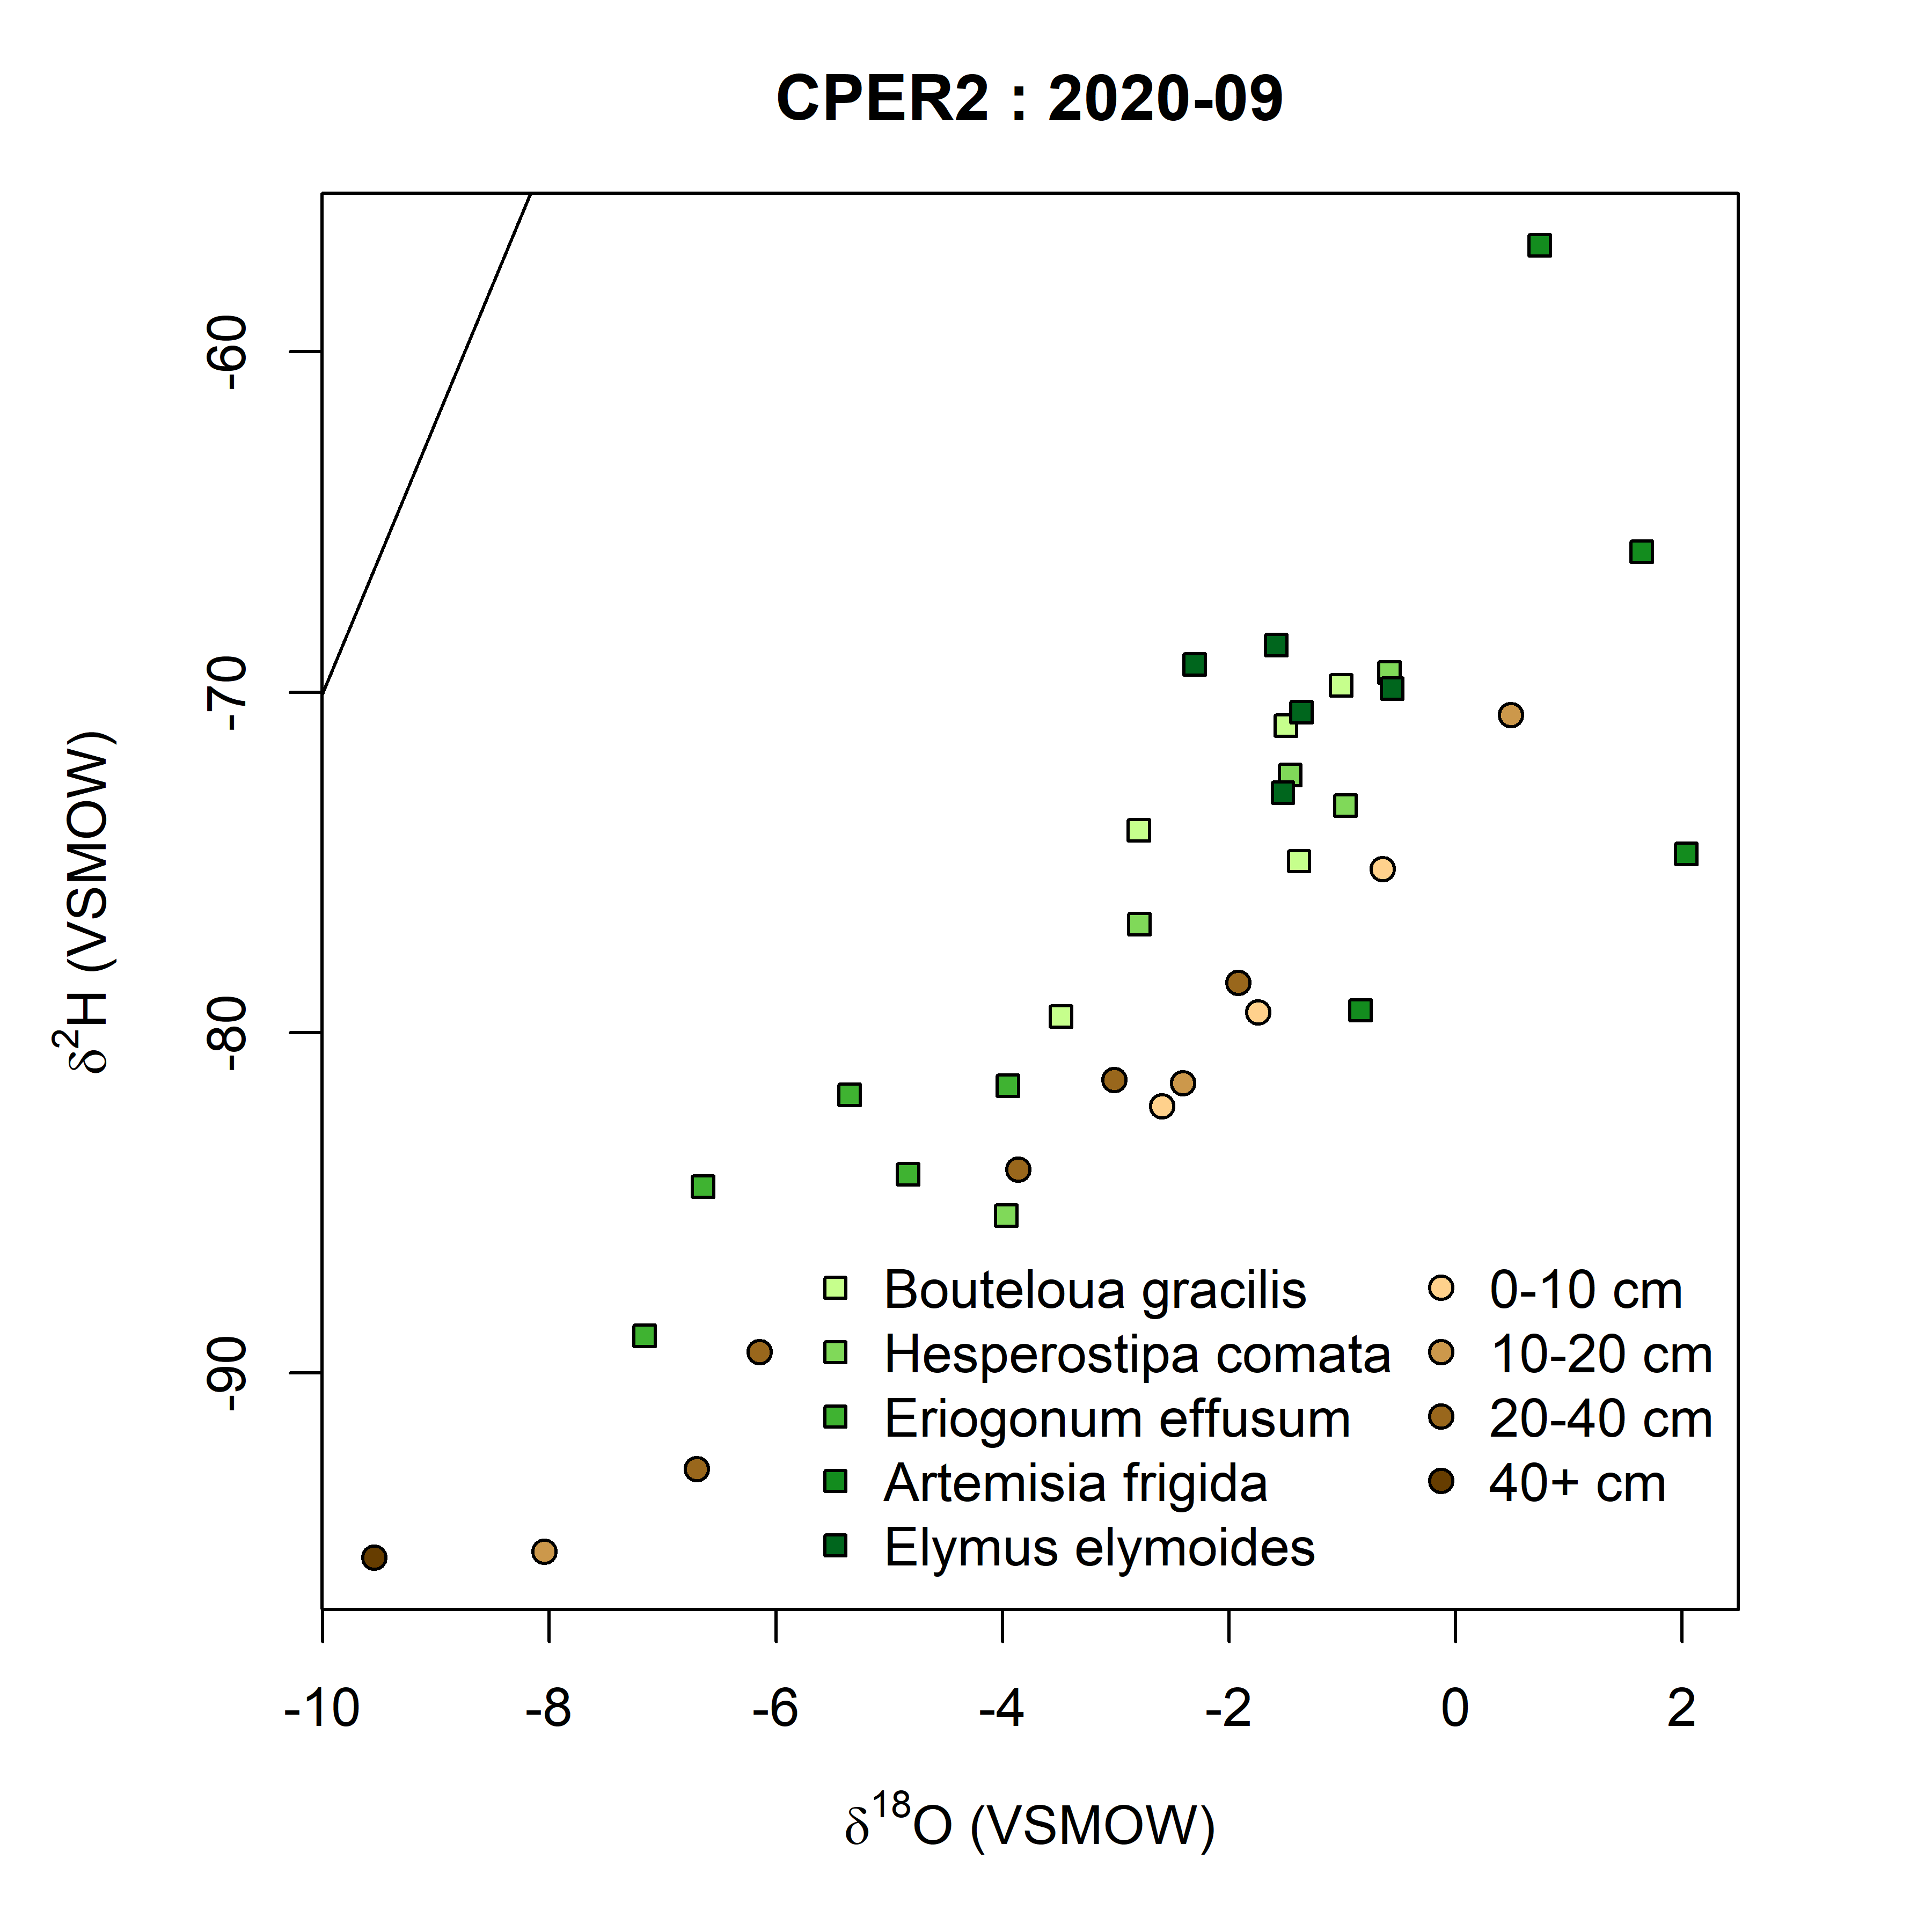 CPER2 : 2020-09
-60
-70
-80
-90
δ²H (VSMOW)
Bouteloua gracilis
Hesperostipa comata
Eriogonum effusum
Artemisia frigida
Elymus elymoides
0-10 cm
10-20 cm
20-40 cm
40+ cm
-10 -8 -6 -4 -2 0 2
δ¹⁸O (VSMOW)